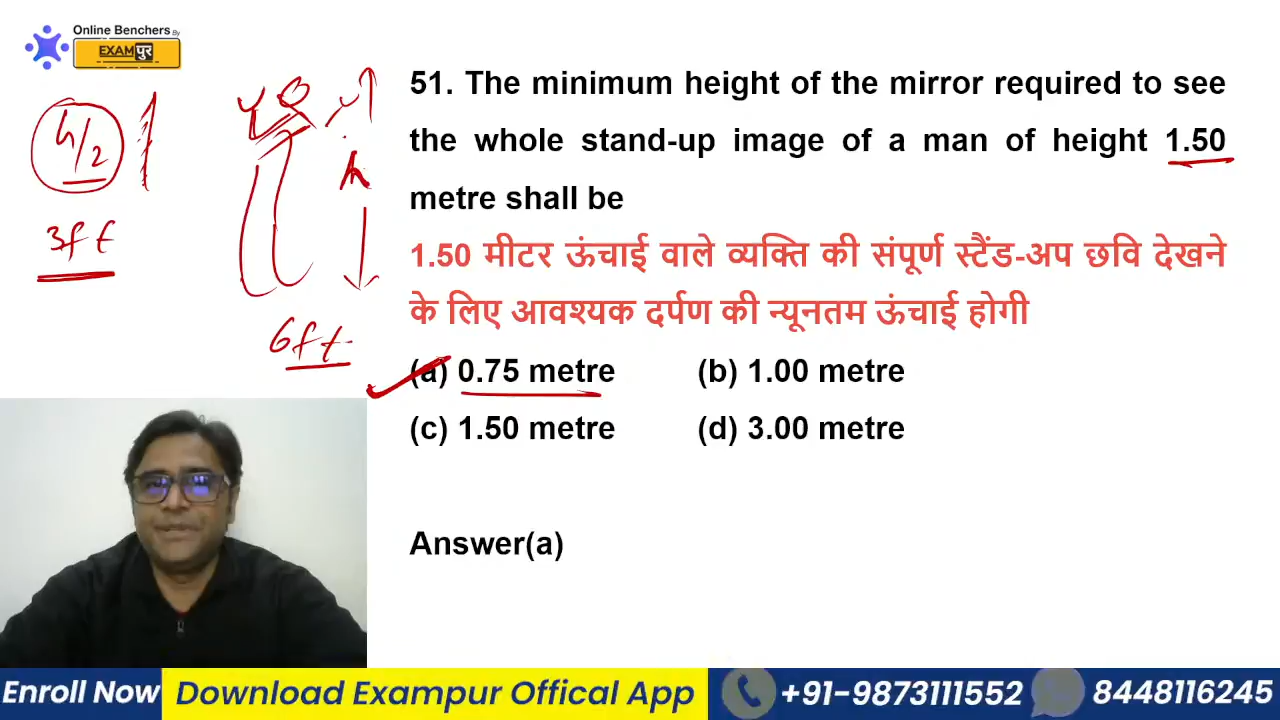 Online Benchers By
EXAMपुर
h/2
3ft
h
6ft
51. The minimum height of the mirror required to see
the whole stand-up image of a man of height 1.50
metre shall be
1.50 मीटर ऊंचाई वाले व्यक्ति की संपूर्ण स्टैंड-अप छवि देखने
के लिए आवश्यक दर्पण की न्यूनतम ऊंचाई होगी
(a) 0.75 metre (b) 1.00 metre
(c) 1.50 metre (d) 3.00 metre
Answer(a)
Enroll Now Download Exampur Offical App +91-9873111552 8448116245